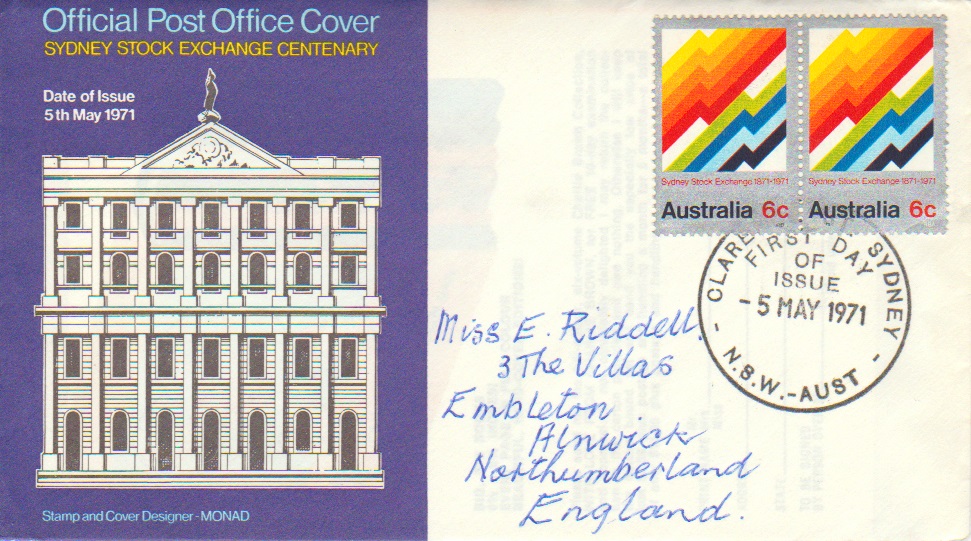 Official Post Office Cover
SYDNEY STOCK EXCHANGE CENTENARY
Date of Issue
5th May 1971
Stamp and Cover Designer - MONAD
Sydney Stock Exchange 1871-1971
Australia 6c
Sydney Stock Exchange 1871-1971
Australia 6c
SYDNEY
FIRST DAY
OF
ISSUE
- 5 MAY 1971
- N.B.W.-AUST -
Miss E. Riddell.
3 The Villas
Embleton.
Alnwick
Northumberland
England.